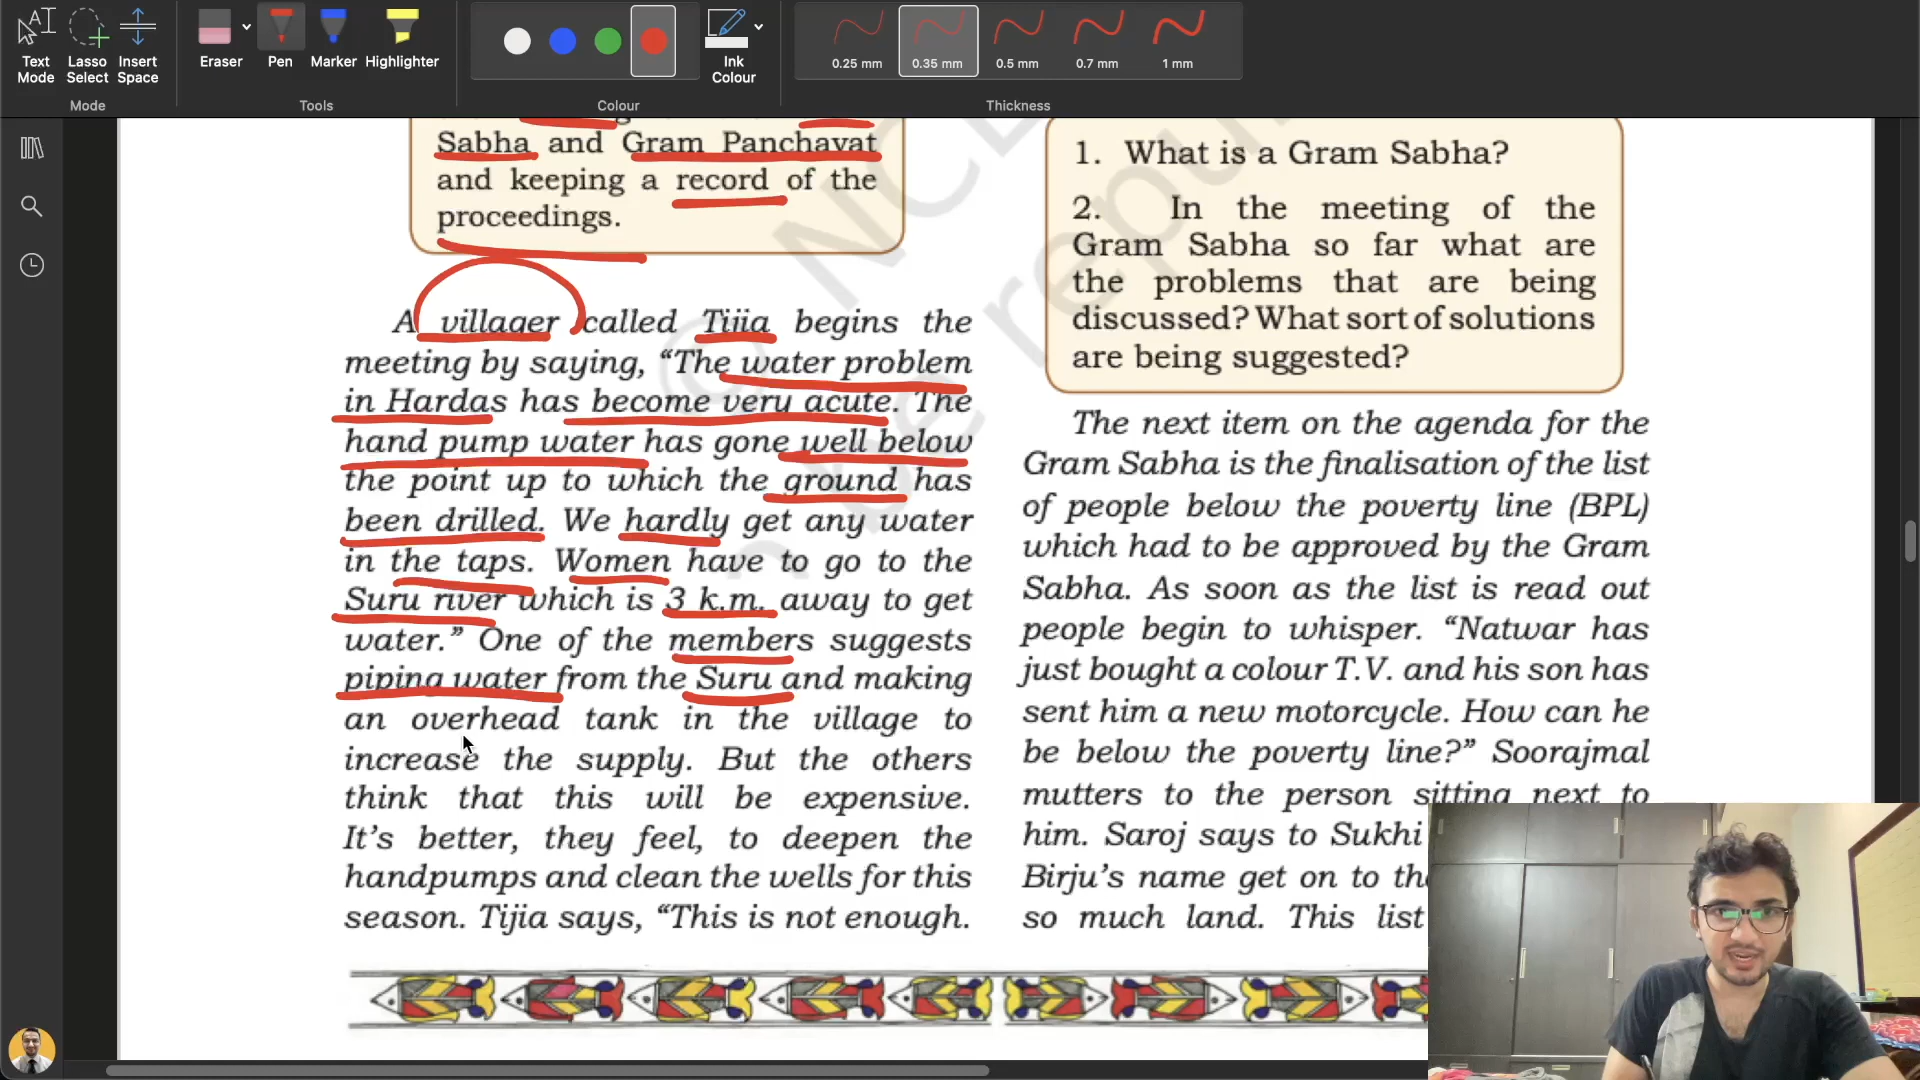 Text
Mode
Lasso
Select
Insert
Space
Mode
Eraser
Pen
Marker
Highlighter
Tools
Colour
Ink
Colour
0.25 mm
0.35 mm
0.5 mm
0.7 mm
1 mm
Thickness
Sabha and Gram Panchayat
and keeping a record of the
proceedings.
A villager called Tijia begins the
meeting by saying, “The water problem
in Hardas has become very acute. The
hand pump water has gone well below
the point up to which the ground has
been drilled. We hardly get any water
in the taps. Women have to go to the
Suru river which is 3 k.m. away to get
water.” One of the members suggests
piping water from the Suru and making
an overhead tank in the village to
increase the supply. But the others
think that this will be expensive.
It’s better, they feel, to deepen the
handpumps and clean the wells for this
season. Tijia says, “This is not enough.
1. What is a Gram Sabha?
2. In the meeting of the
Gram Sabha so far what are
the problems that are being
discussed? What sort of solutions
are being suggested?
The next item on the agenda for the
Gram Sabha is the finalisation of the list
of people below the poverty line (BPL)
which had to be approved by the Gram
Sabha. As soon as the list is read out
people begin to whisper. “Natwar has
just bought a colour T.V. and his son has
sent him a new motorcycle. How can he
be below the poverty line?” Soorajmal
mutters to the person sitting next to
him. Saroj says to Sukhi
Birju’s name get on to
so much land. This list